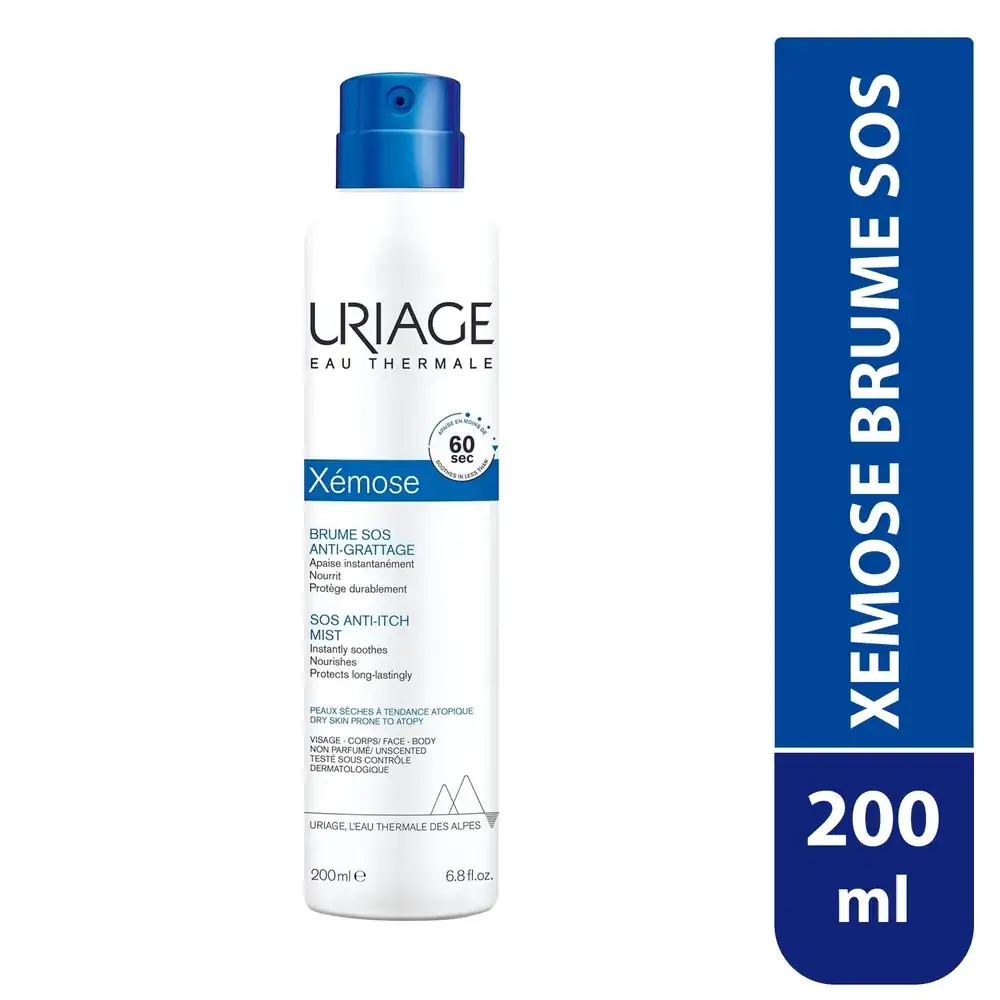 URIAGE
EAU THERMALE
APAISE EN MOINS DE
60
sec
SOOTHES IN LESS THAN
Xémose
BRUME SOS
ANTI-GRATTAGE
Apaise instantanément
Nourrit
Protège durablement
SOS ANTI-ITCH
MIST
Instantly soothes
Nourishes
Protects long-lastingly
PEAUX SÈCHES À TENDANCE ATOPIQUE
DRY SKIN PRONE TO ATOPY
VISAGE - CORPS/ FACE - BODY
NON PARFUMÉ/ UNSCENTED
TESTÉ SOUS CONTRÔLE
DERMATOLOGIQUE
URIAGE, L'EAU THERMALE DES ALPES
200 ml e 6.8 fl.oz.
XEMOSE BRUME SOS
200
ml